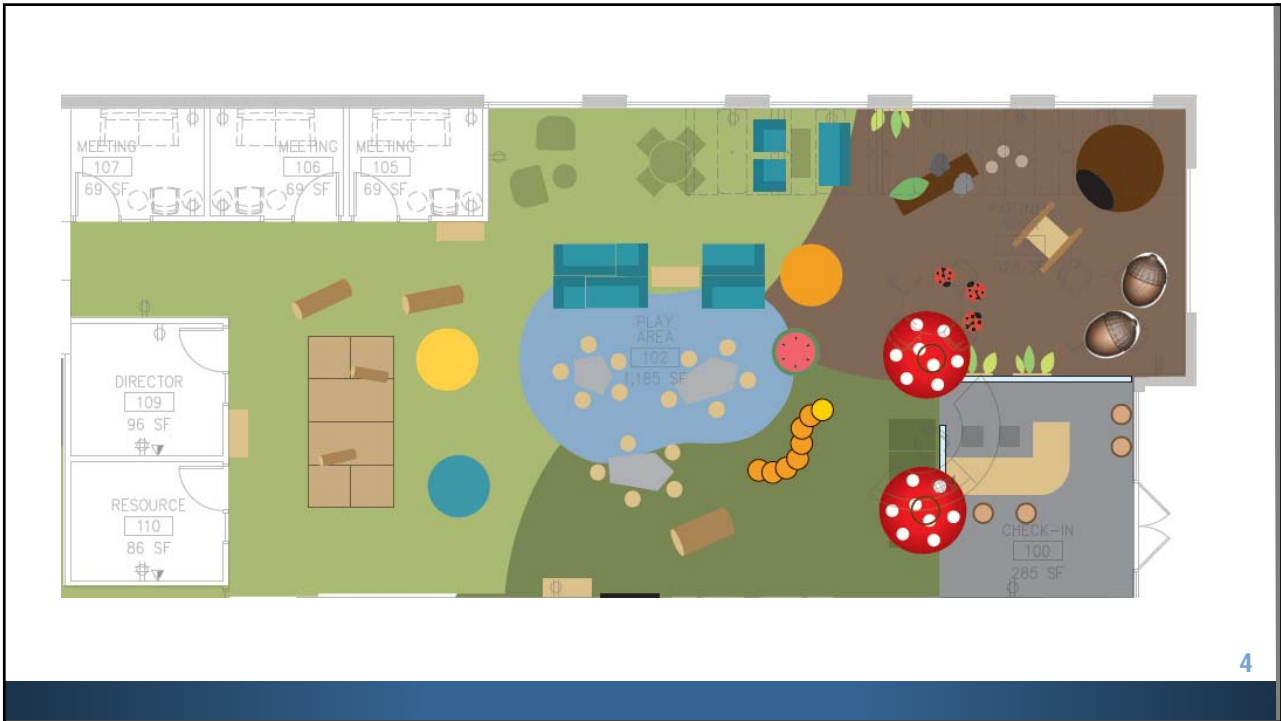 MEETING
107
69 SF
MEETING
106
69 SF
MEETING
105
69 SF
PLAY
AREA
102
1,185 SF
DIRECTOR
109
96 SF
RESOURCE
110
86 SF
CHECK-IN
100
285 SF
4